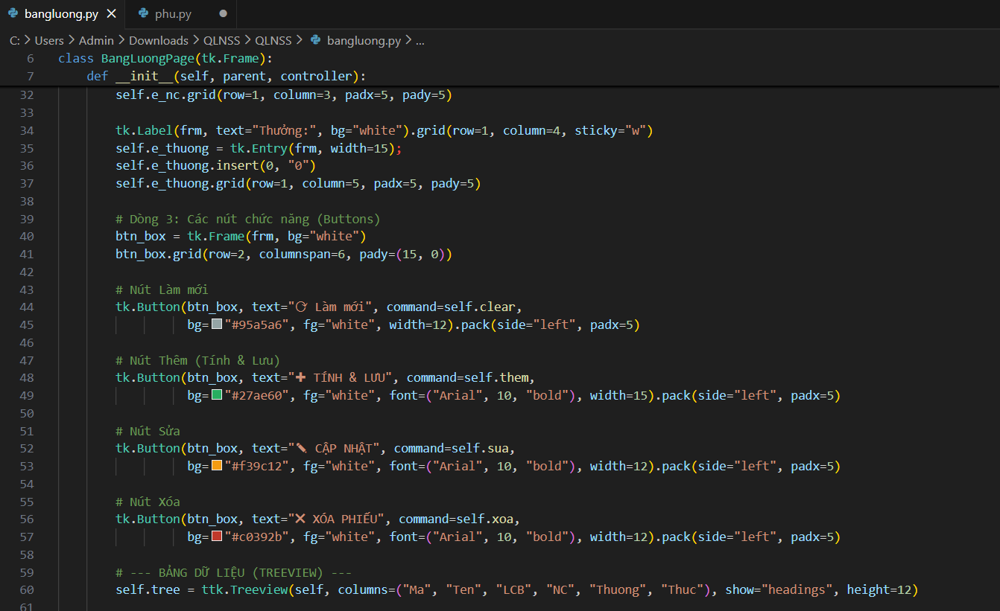 bangluong.py
phu.py
C: > Users > Admin > Downloads > QLNSS > QLNSS > bangluong.py > ...
6 class BangLuongPage(tk.Frame):
7 def __init__(self, parent, controller):
32 self.e_nc.grid(row=1, column=3, padx=5, pady=5)
33
34 tk.Label(frm, text="Thưởng:", bg="white").grid(row=1, column=4, sticky="w")
35 self.e_thuong = tk.Entry(frm, width=15);
36 self.e_thuong.insert(0, "0")
37 self.e_thuong.grid(row=1, column=5, padx=5, pady=5)
38
39 # Dòng 3: Các nút chức năng (Buttons)
40 btn_box = tk.Frame(frm, bg="white")
41 btn_box.grid(row=2, columnspan=6, pady=(15, 0))
42
43 # Nút Làm mới
44 tk.Button(btn_box, text="⟳ Làm mới", command=self.clear,
45 bg="#95a5a6", fg="white", width=12).pack(side="left", padx=5)
46
47 # Nút Thêm (Tính & Lưu)
48 tk.Button(btn_box, text="➕ TÍNH & LƯU", command=self.them,
49 bg="#27ae60", fg="white", font=("Arial", 10, "bold"), width=15).pack(side="left", padx=5)
50
51 # Nút Sửa
52 tk.Button(btn_box, text="✏ CẬP NHẬT", command=self.sua,
53 bg="#f39c12", fg="white", font=("Arial", 10, "bold"), width=12).pack(side="left", padx=5)
54
55 # Nút Xóa
56 tk.Button(btn_box, text="❌ XÓA PHIẾU", command=self.xoa,
57 bg="#c0392b", fg="white", font=("Arial", 10, "bold"), width=12).pack(side="left", padx=5)
58
59 # --- BẢNG DỮ LIỆU (TREEVIEW) ---
60 self.tree = ttk.Treeview(self, columns=("Ma", "Ten", "LCB", "NC", "Thuong", "Thuc"), show="headings", height=12)
61